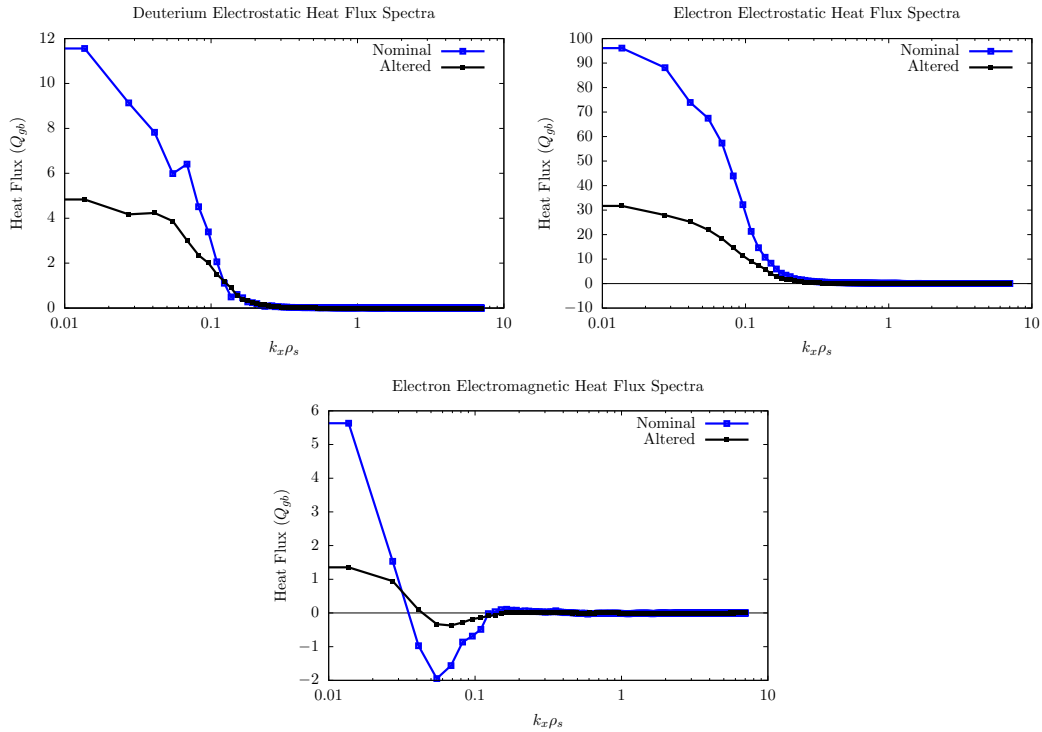 Deuterium Electrostatic Heat Flux Spectra
Heat Flux (Q_gb)
12
10
8
6
4
2
0
0.01
0.1
1
10
k_xρ_s
Nominal
Altered
Electron Electrostatic Heat Flux Spectra
Heat Flux (Q_gb)
100
90
80
70
60
50
40
30
20
10
0
−10
0.01
0.1
1
10
k_xρ_s
Nominal
Altered
Electron Electromagnetic Heat Flux Spectra
Heat Flux (Q_gb)
6
5
4
3
2
1
0
−1
−2
0.01
0.1
1
10
k_xρ_s
Nominal
Altered